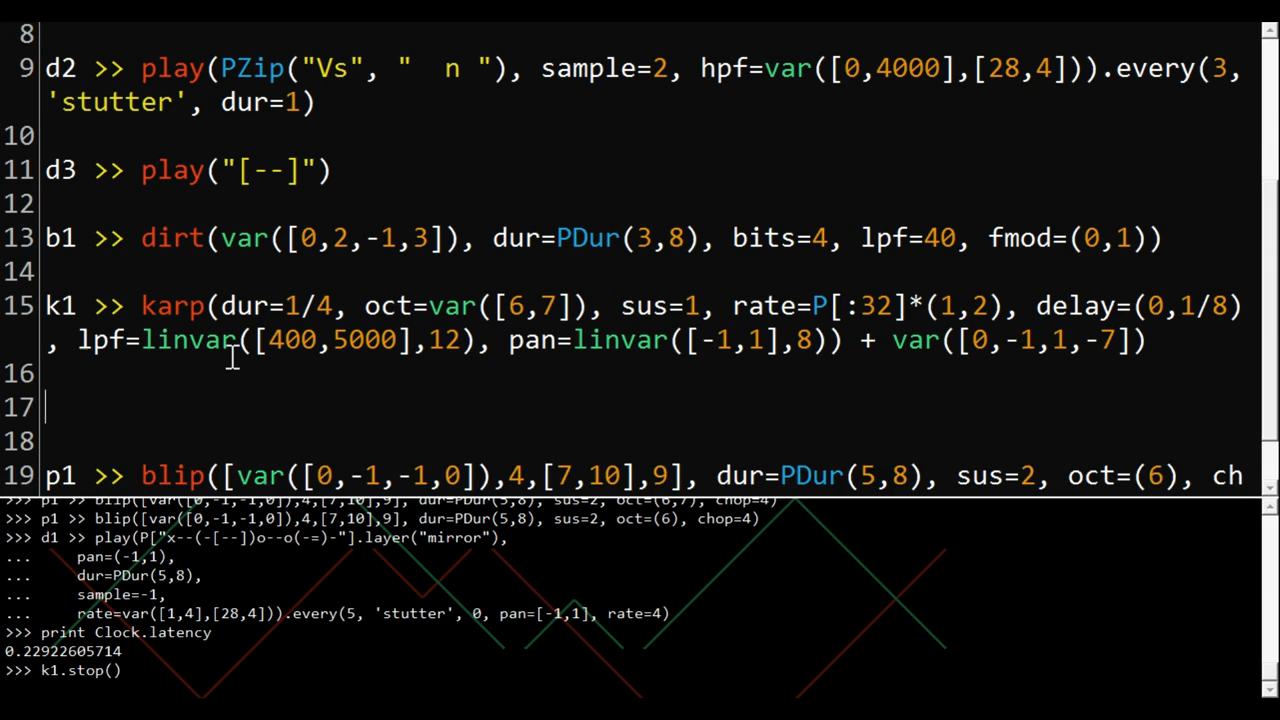 8
9 d2 >> play(PZip("Vs", "  n "), sample=2, hpf=var([0,4000],[28,4])).every(3,
'stutter', dur=1)
10
11 d3 >> play("[--]")
12
13 b1 >> dirt(var([0,2,-1,3]), dur=PDur(3,8), bits=4, lpf=40, fmod=(0,1))
14
15 k1 >> karp(dur=1/4, oct=var([6,7]), sus=1, rate=P[:32]*(1,2), delay=(0,1/8)
, lpf=linvar([400,5000],12), pan=linvar([-1,1],8)) + var([0,-1,1,-7])
16
17
18
19 p1 >> blip([var([0,-1,-1,0]),4,[7,10],9], dur=PDur(5,8), sus=2, oct=(6), ch
>>> p1 >> blip([var([0,-1,-1,0]),4,[7,10],9], dur=PDur(5,8), sus=2, oct=(6,7), chop=4)
>>> p1 >> blip([var([0,-1,-1,0]),4,[7,10],9], dur=PDur(5,8), sus=2, oct=(6), chop=4)
>>> d1 >> play(P["x--(-[--])o--o(-=)-"].layer("mirror"),
...     pan=(-1,1),
...     dur=PDur(5,8),
...     sample=-1,
...     rate=var([1,4],[28,4])).every(5, 'stutter', 0, pan=[-1,1], rate=4)
>>> print Clock.latency
0.22922605714
>>> k1.stop()